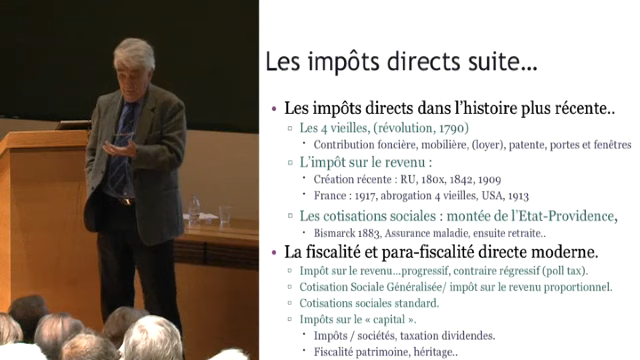 Les impôts directs suite...
Les impôts directs dans l'histoire plus récente..
Les 4 vieilles, (révolution, 1790)
Contribution foncière, mobilière, (loyer), patente, portes et fenêtres
L'impôt sur le revenu :
Création récente : RU, 180x, 1842, 1909
France : 1917, abrogation 4 vieilles, USA, 1913
Les cotisations sociales : montée de l'Etat-Providence,
Bismarck 1883, Assurance maladie, ensuite retraite..
La fiscalité et para-fiscalité directe moderne.
Impôt sur le revenu...progressif, contraire régressif (poll tax).
Cotisation Sociale Généralisée/ impôt sur le revenu proportionnel.
Cotisations sociales standard.
Impôts sur le « capital ».
Impôts / sociétés, taxation dividendes.
Fiscalité patrimoine, héritage..